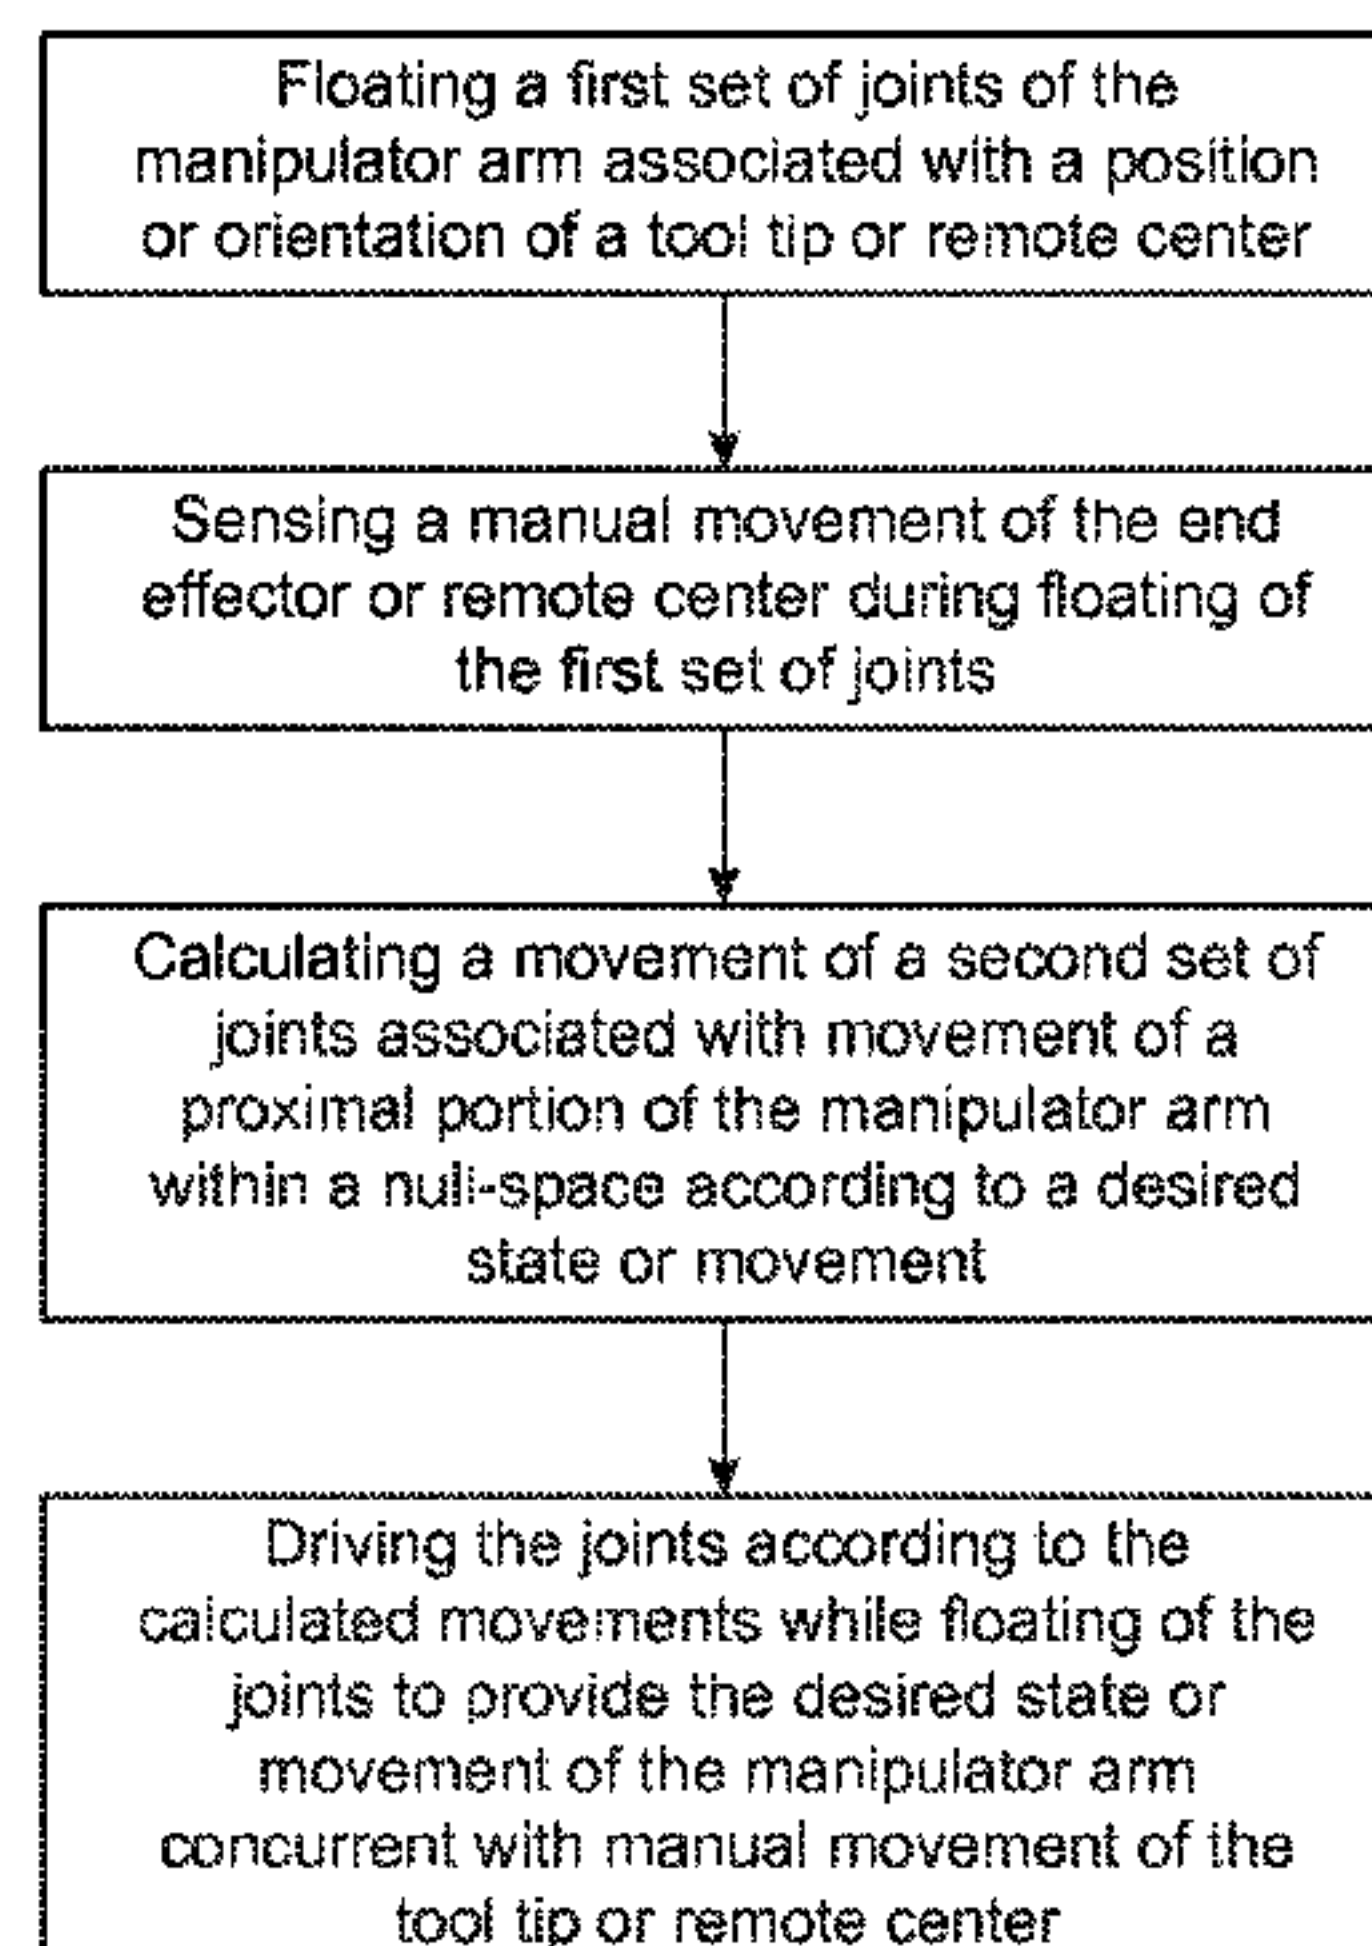 Floating a first set of joints of the
manipulator arm associated with a position
or orientation of a tool tip or remote center
Sensing a manual movement of the end
effector or remote center during floating of
the first set of joints
Calculating a movement of a second set of
joints associated with movement of a
proximal portion of the manipulator arm
within a null-space according to a desired
state or movement
Driving the joints according to the
calculated movements while floating of the
joints to provide the desired state or
movement of the manipulator arm
concurrent with manual movement of the
tool tip or remote center